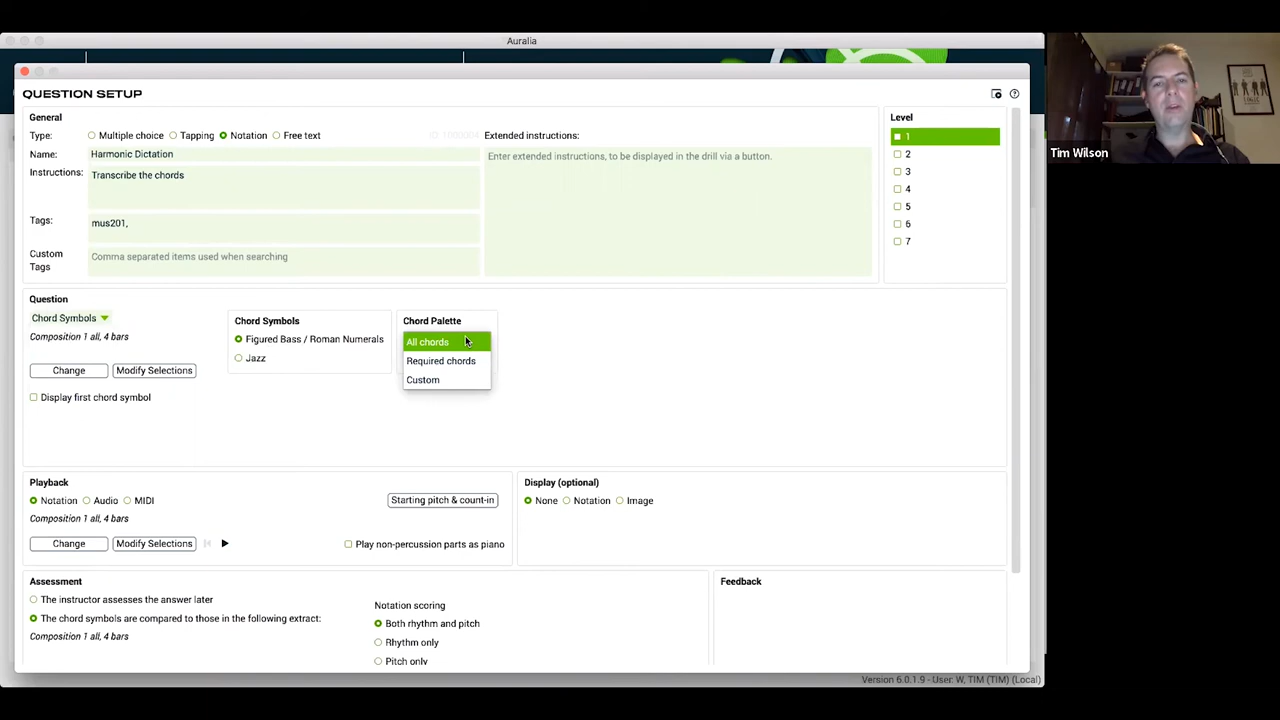 Auralia
QUESTION SETUP
General
Type: Multiple choice Tapping Notation Free text
Extended instructions:
Name: Harmonic Dictation
Enter extended instructions, to be displayed in the drill via a button.
Instructions: Transcribe the chords
Tags: mus201,
Custom Tags
Comma separated items used when searching
Level
1
2
3
4
5
6
7
Tim Wilson
Question
Chord Symbols
Composition 1 all, 4 bars
Change Modify Selections
Display first chord symbol
Chord Symbols
Figured Bass / Roman Numerals
Jazz
Chord Palette
All chords
Required chords
Custom
Playback
Notation Audio MIDI
Starting pitch & count-in
Composition 1 all, 4 bars
Change Modify Selections
Play non-percussion parts as piano
Display (optional)
None Notation Image
Assessment
The instructor assesses the answer later
The chord symbols are compared to those in the following extract:
Composition 1 all, 4 bars
Notation scoring
Both rhythm and pitch
Rhythm only
Pitch only
Feedback
Version 6.0.1.9 - User: W, TIM (TIM) (Local)